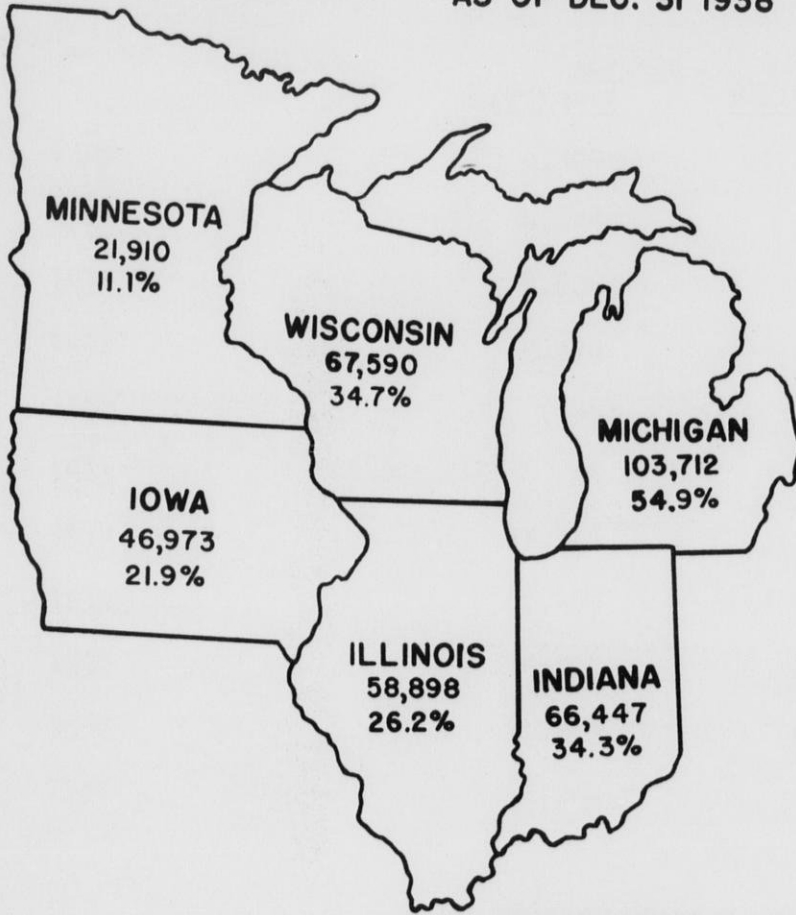 AS OF DEC. 31 1938
MINNESOTA
21,910
11.1%
WISCONSIN
67,590
34.7%
MICHIGAN
103,712
54.9%
IOWA
46,973
21.9%
ILLINOIS
58,898
26.2%
INDIANA
66,447
34.3%